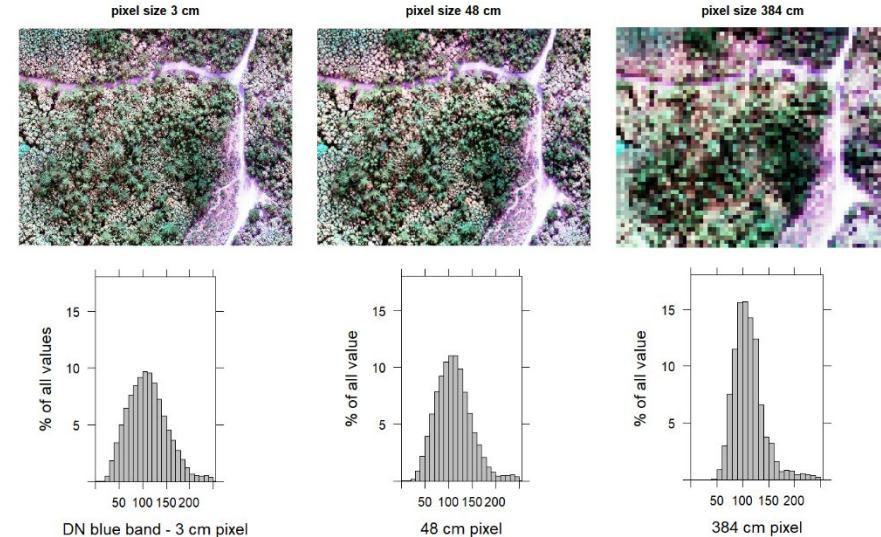 pixel size 3 cm
pixel size 48 cm
pixel size 384 cm
% of all values
15
10
5
50 100 150 200
DN blue band - 3 cm pixel
% of all value
15
10
5
50 100 150 200
48 cm pixel
% of all value
15
10
5
50 100 150 200
384 cm pixel